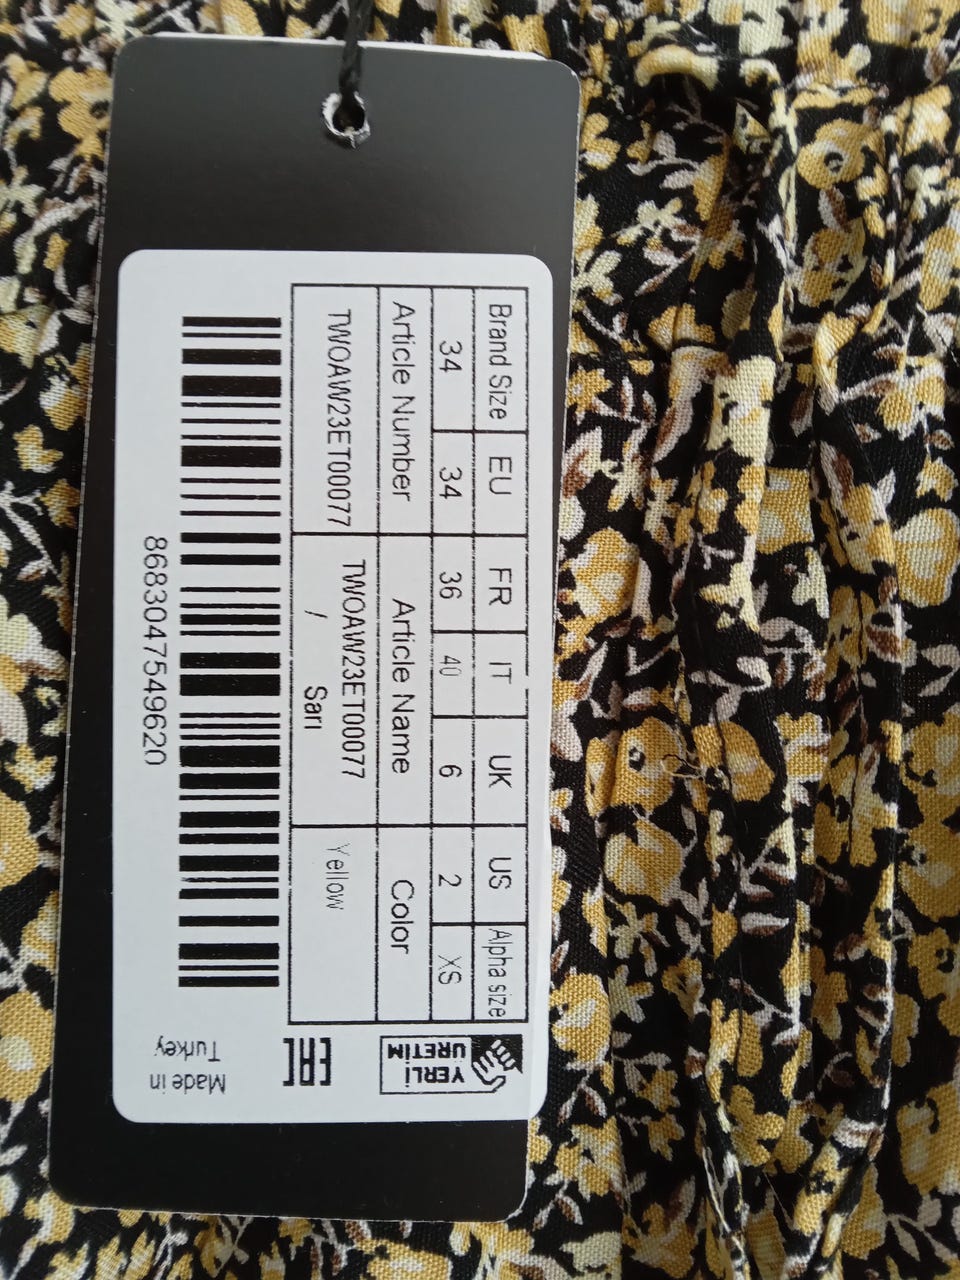 Brand Size EU FR IT UK US Alpha size
34 34 36 40 6 2 XS
Article Number Article Name Color
TWOAW23ET00077 TWOAW23ET00077 Yellow
/ Sarı
8683047549620
YERLİ
ÜRETİM
EAC
Made in
Turkey